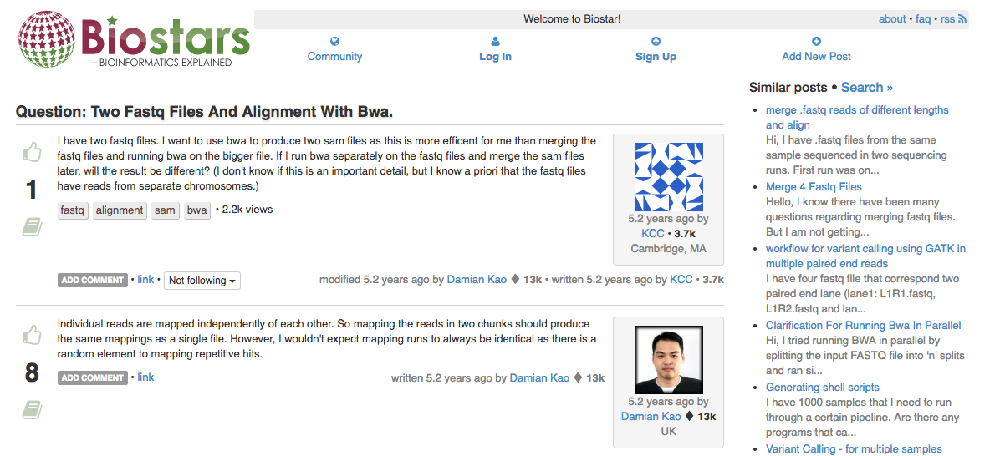 Biostars
BIOINFORMATICS EXPLAINED
Welcome to Biostar!
about • faq • rss
Community
Log In
Sign Up
Add New Post
Question: Two Fastq Files And Alignment With Bwa.
1
I have two fastq files. I want to use bwa to produce two sam files as this is more efficent for me than merging the
fastq files and running bwa on the bigger file. If I run bwa separately on the fastq files and merge the sam files
later, will the result be different? (I don't know if this is an important detail, but I know a priori that the fastq files
have reads from separate chromosomes.)
fastq alignment sam bwa • 2.2k views
5.2 years ago by
KCC • 3.7k
Cambridge, MA
ADD COMMENT • link Not following
modified 5.2 years ago by Damian Kao ♦ 13k • written 5.2 years ago by KCC • 3.7k
8
Individual reads are mapped independently of each other. So mapping the reads in two chunks should produce
the same mappings as a single file. However, I wouldn't expect mapping runs to always be identical as there is a
random element to mapping repetitive hits.
ADD COMMENT • link
written 5.2 years ago by Damian Kao ♦ 13k
5.2 years ago by
Damian Kao ♦ 13k
UK
Similar posts • Search »
• merge .fastq reads of different lengths
and align
Hi, I have .fastq files from the same
sample sequenced in two sequencing
runs. First run was on...
• Merge 4 Fastq Files
Hello, I know there have been many
questions regarding merging fastq files.
But I am not getting...
• workflow for variant calling using GATK in
multiple paired end reads
I have four fastq file that correspond two
paired end lane (lane1: L1R1.fastq,
L1R2.fastq and lan...
• Clarification For Running Bwa In Parallel
Hi, I tried running BWA in parallel by
splitting the input FASTQ file into 'n' splits
and ran si...
• Generating shell scripts
I have 1000 samples that I need to run
through a certain pipeline. Are there any
programs that ca...
• Variant Calling - for multiple samples